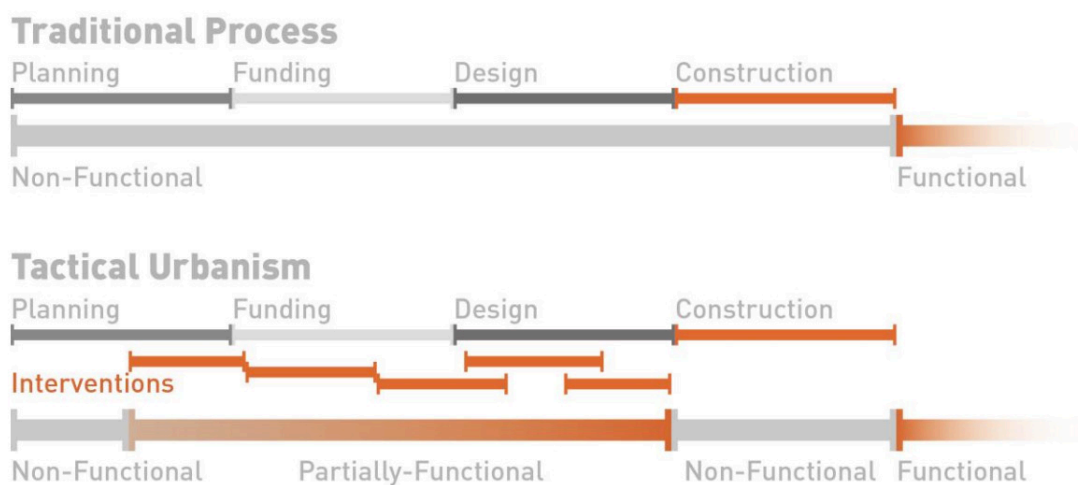 Traditional Process
Planning Funding Design Construction
Non-Functional Functional
Tactical Urbanism
Planning Funding Design Construction
Interventions
Non-Functional Partially-Functional Non-Functional Functional